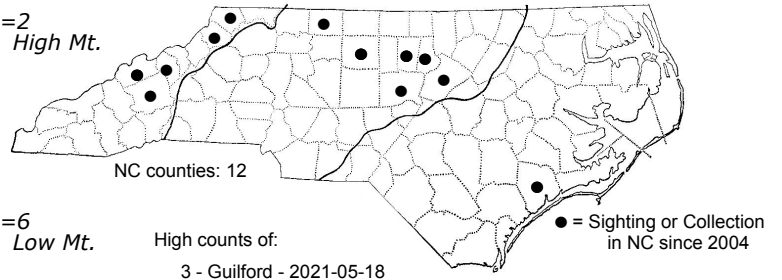 =2
High Mt.
NC counties: 12
=6
Low Mt.
High counts of:
3 - Guilford - 2021-05-18
● = Sighting or Collection
in NC since 2004